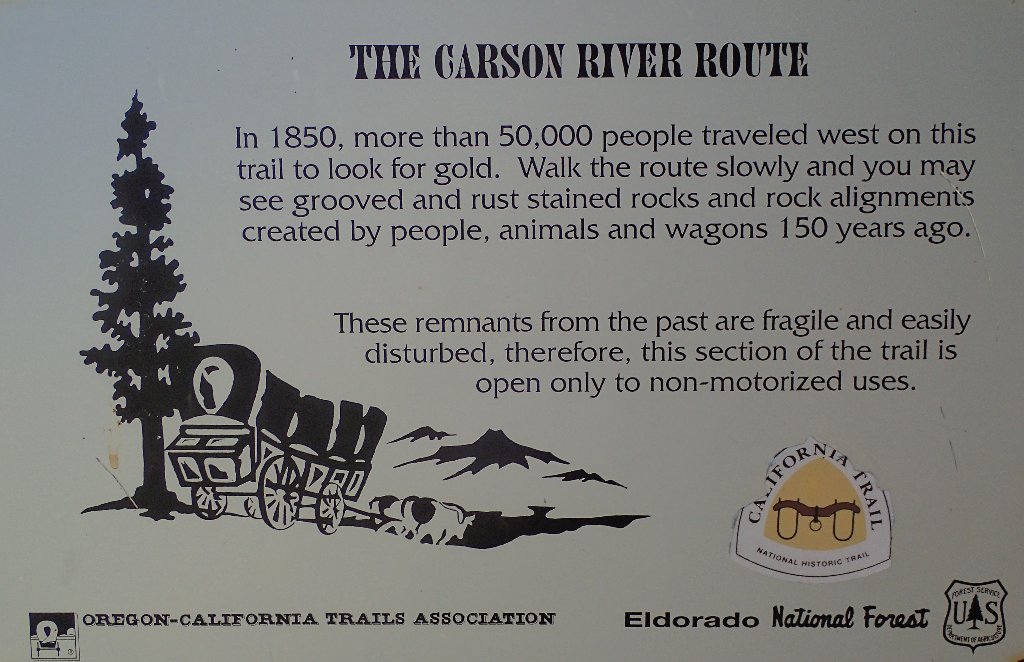 THE CARSON RIVER ROUTE
In 1850, more than 50,000 people traveled west on this
trail to look for gold. Walk the route slowly and you may
see grooved and rust stained rocks and rock alignments
created by people, animals and wagons 150 years ago.
These remnants from the past are fragile and easily
disturbed, therefore, this section of the trail is
open only to non-motorized uses.
CALIFORNIA TRAIL
NATIONAL HISTORIC TRAIL
OREGON-CALIFORNIA TRAILS ASSOCIATION
Eldorado National Forest
FOREST SERVICE
US
DEPARTMENT OF AGRICULTURE